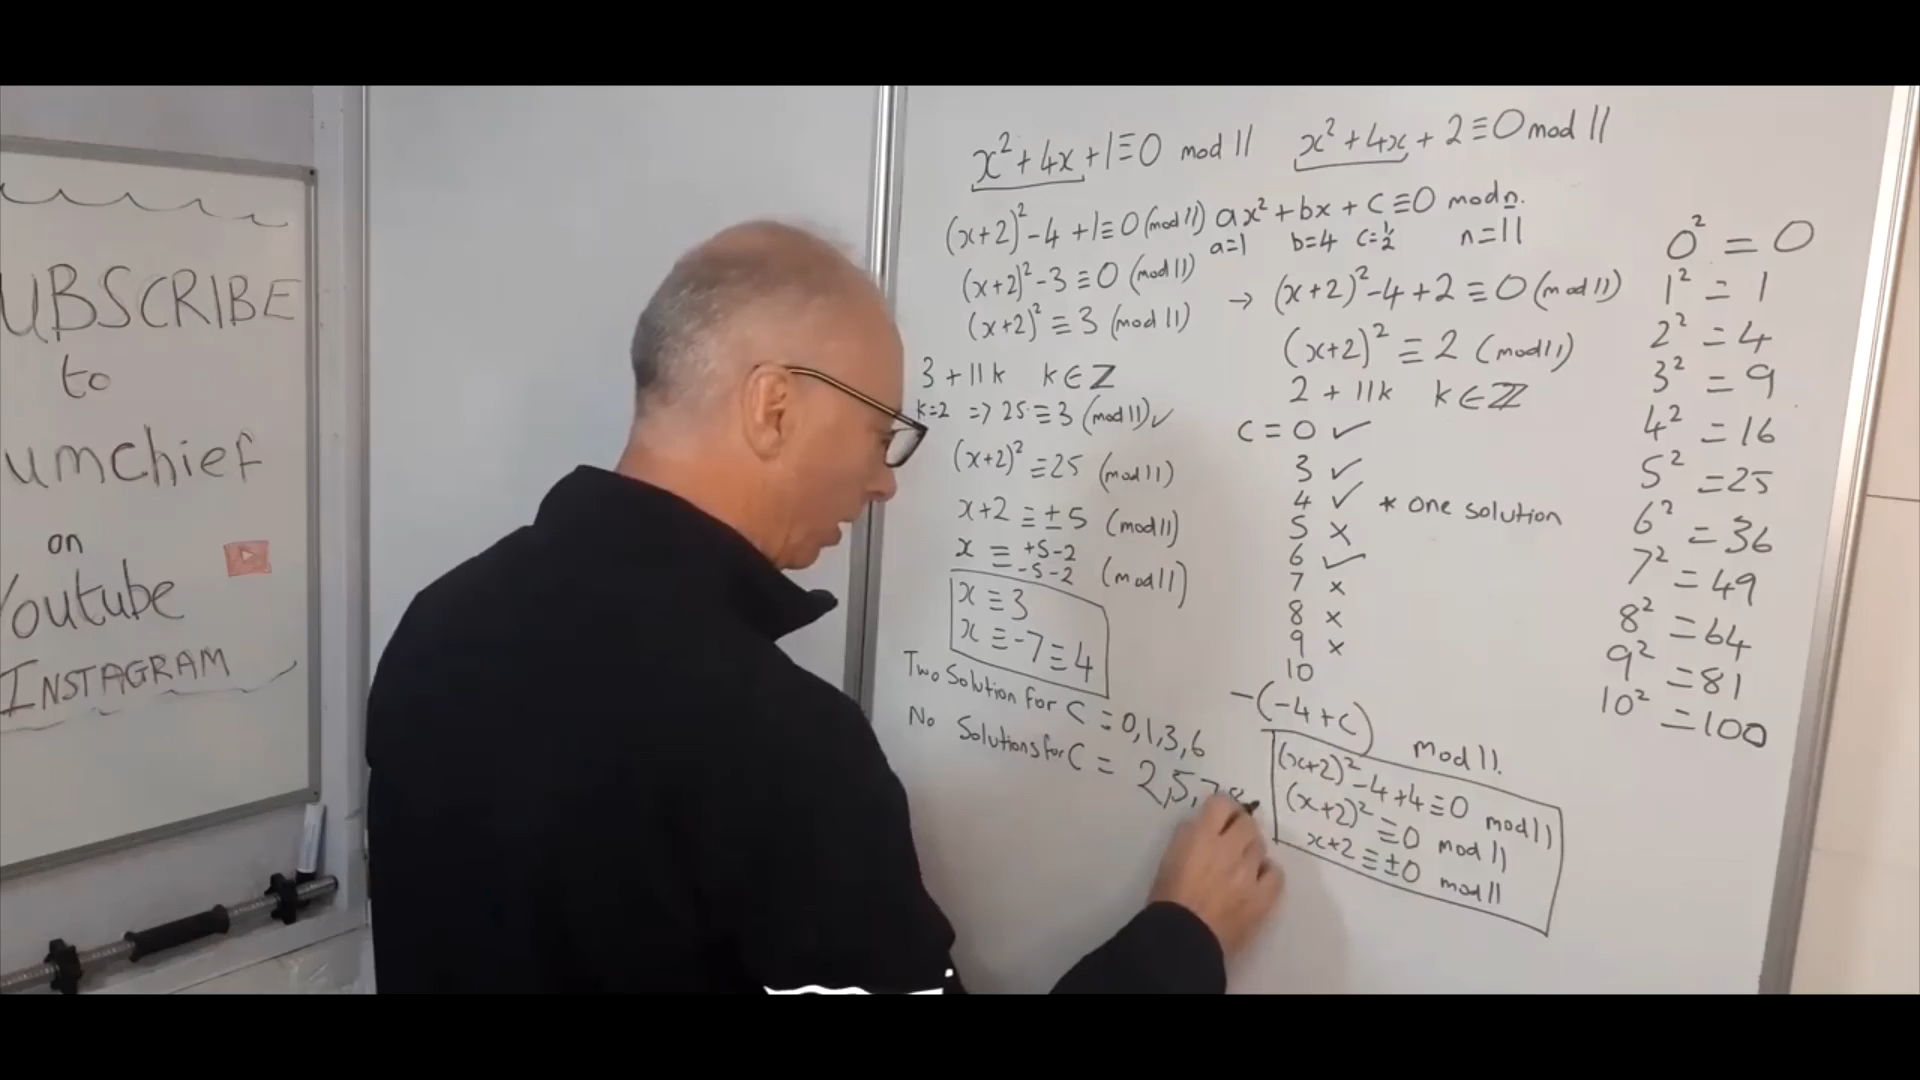 UBSCRIBE
to
umchief
on
Youtube
INSTAGRAM
x² + 4x + 1 ≡ 0 mod 11
(x+2)² - 4 + 1 ≡ 0 (mod 11)
(x+2)² - 3 ≡ 0 (mod 11)
(x+2)² ≡ 3 (mod 11)
3 + 11k k ∈ ℤ
k=2 => 25 ≡ 3 (mod 11) ✓
(x+2)² ≡ 25 (mod 11)
x+2 ≡ ± 5 (mod 11)
x ≡ +5-2
-5-2 (mod 11)
x ≡ 3
x ≡ -7 ≡ 4
Two Solution for C = 0,1,3,6
No Solutions for C = 2,5,7,8
x² + 4x + 2 ≡ 0 mod 11
ax² + bx + c ≡ 0 mod n.
a=1 b=4 c=1/2 n=11
→ (x+2)² - 4 + 2 ≡ 0 (mod 11)
(x+2)² ≡ 2 (mod 11)
2 + 11k k ∈ ℤ
C = 0 ✓
3 ✓
4 ✓ * one solution
5 ×
6 ✓
7 ×
8 ×
9 ×
10
-(-4+c) mod 11.
(x+2)² - 4 + 4 ≡ 0 mod 11
(x+2)² ≡ 0 mod 11
x+2 ≡ ± 0 mod 11
0² = 0
1² = 1
2² = 4
3² = 9
4² = 16
5² = 25
6² = 36
7² = 49
8² = 64
9² = 81
10² = 100